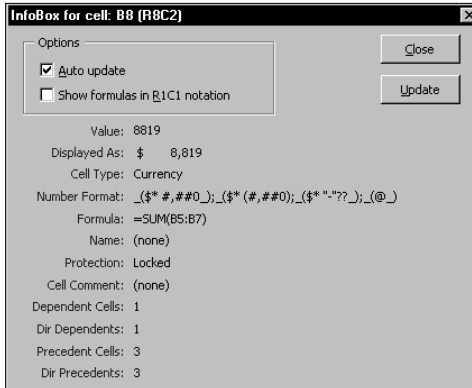 InfoBox for cell: B8 (R8C2)
Options
Auto update
Show formulas in R1C1 notation
Close
Update
Value: 8819
Displayed As: $ 8,819
Cell Type: Currency
Number Format: _($* #,##0_);_($* (#,##0);_($* "-"??_);_(@_)
Formula: =SUM(B5:B7)
Name: (none)
Protection: Locked
Cell Comment: (none)
Dependent Cells: 1
Dir Dependents: 1
Precedent Cells: 3
Dir Precedents: 3